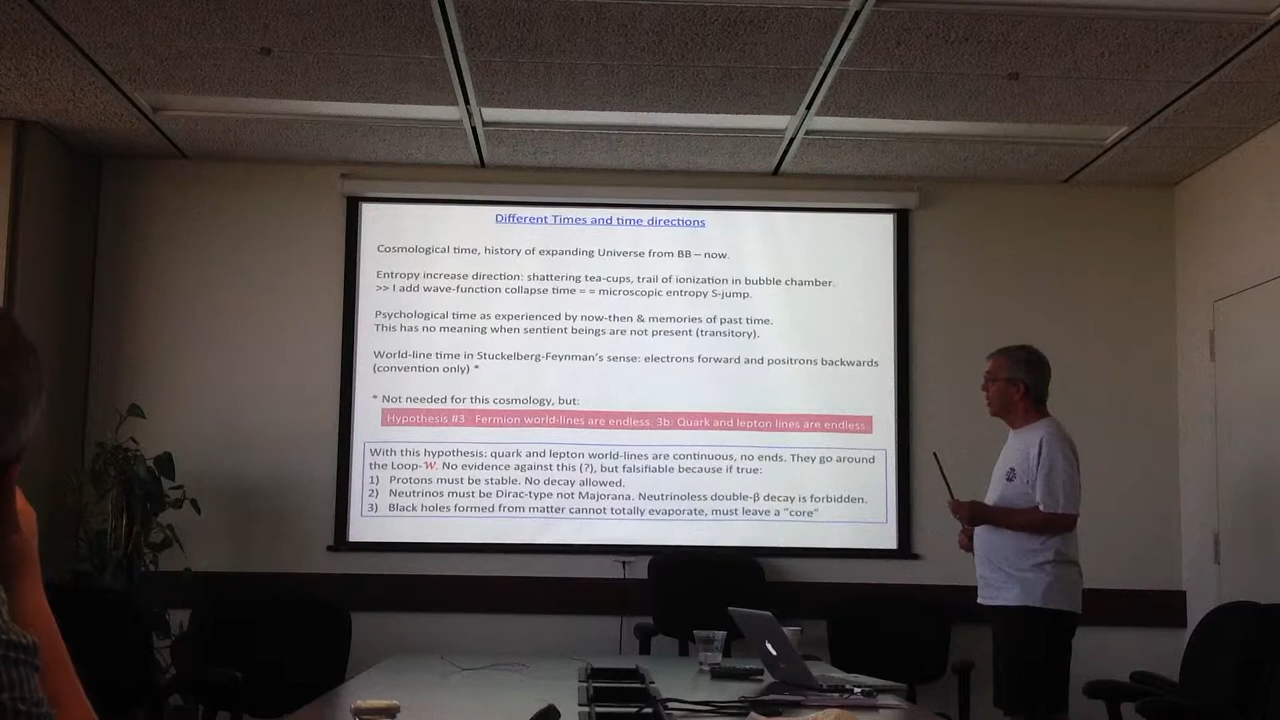 Different Times and time directions
Cosmological time, history of expanding Universe from BB – now.
Entropy increase direction: shattering tea-cups, trail of ionization in bubble chamber.
>> I add wave-function collapse time = = microscopic entropy S-jump.
Psychological time as experienced by now-then & memories of past time.
This has no meaning when sentient beings are not present (transitory).
World-line time in Stuckelberg-Feynman's sense: electrons forward and positrons backwards
(convention only) *
* Not needed for this cosmology, but:
Hypothesis #3 : Fermion world-lines are endless. 3b: Quark and lepton lines are endless
With this hypothesis: quark and lepton world-lines are continuous, no ends. They go around
the Loop-W. No evidence against this (?), but falsifiable because if true:
1) Protons must be stable. No decay allowed.
2) Neutrinos must be Dirac-type not Majorana. Neutrinoless double-β decay is forbidden.
3) Black holes formed from matter cannot totally evaporate, must leave a "core"